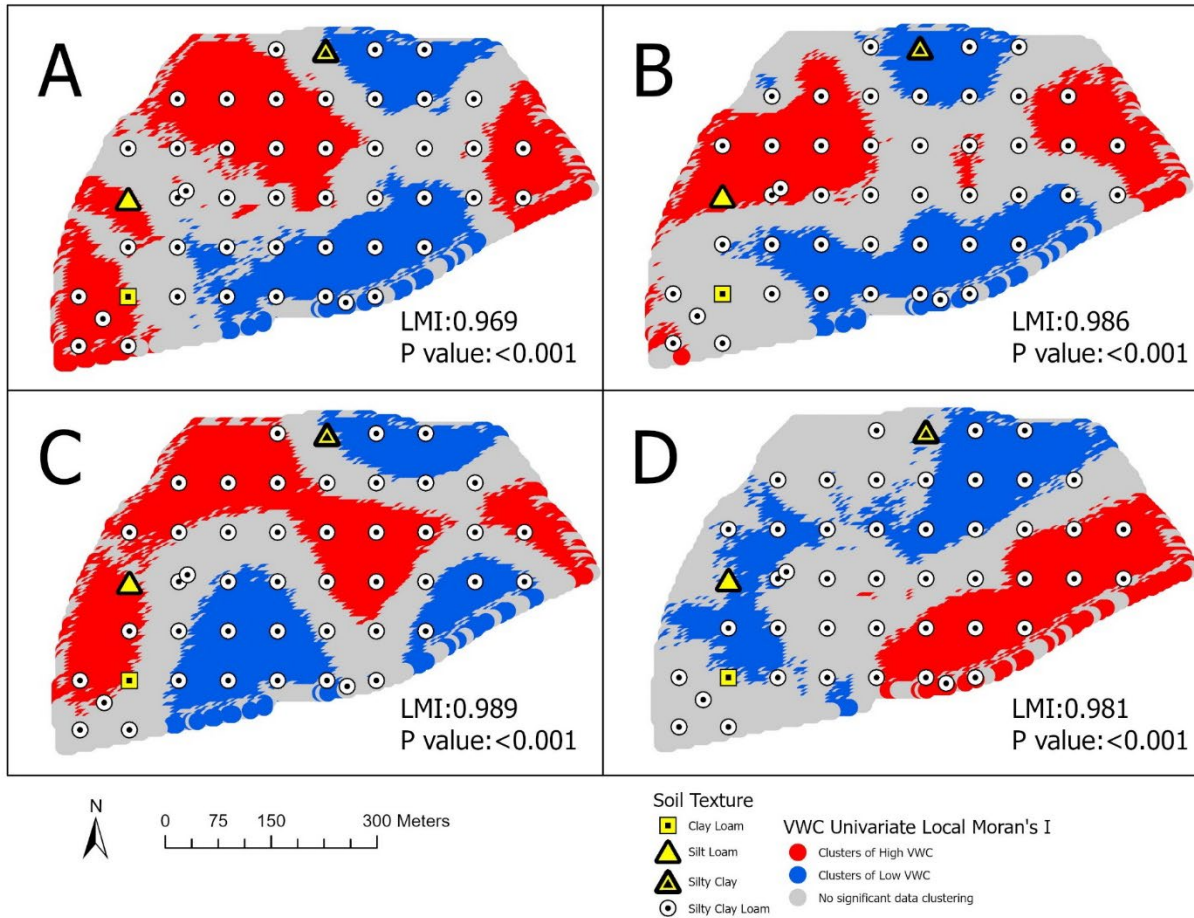 A
LMI:0.969
P value:<0.001
B
LMI:0.986
P value:<0.001
C
LMI:0.989
P value:<0.001
D
LMI:0.981
P value:<0.001
N
0 75 150 300 Meters
Soil Texture
Clay Loam
Silt Loam
Silty Clay
Silty Clay Loam
VWC Univariate Local Moran's I
Clusters of High VWC
Clusters of Low VWC
No significant data clustering